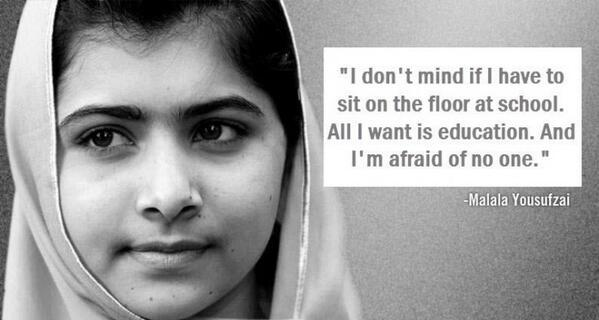 "I don't mind if I have to
sit on the floor at school.
All I want is education. And
I'm afraid of no one."
-Malala Yousufzai